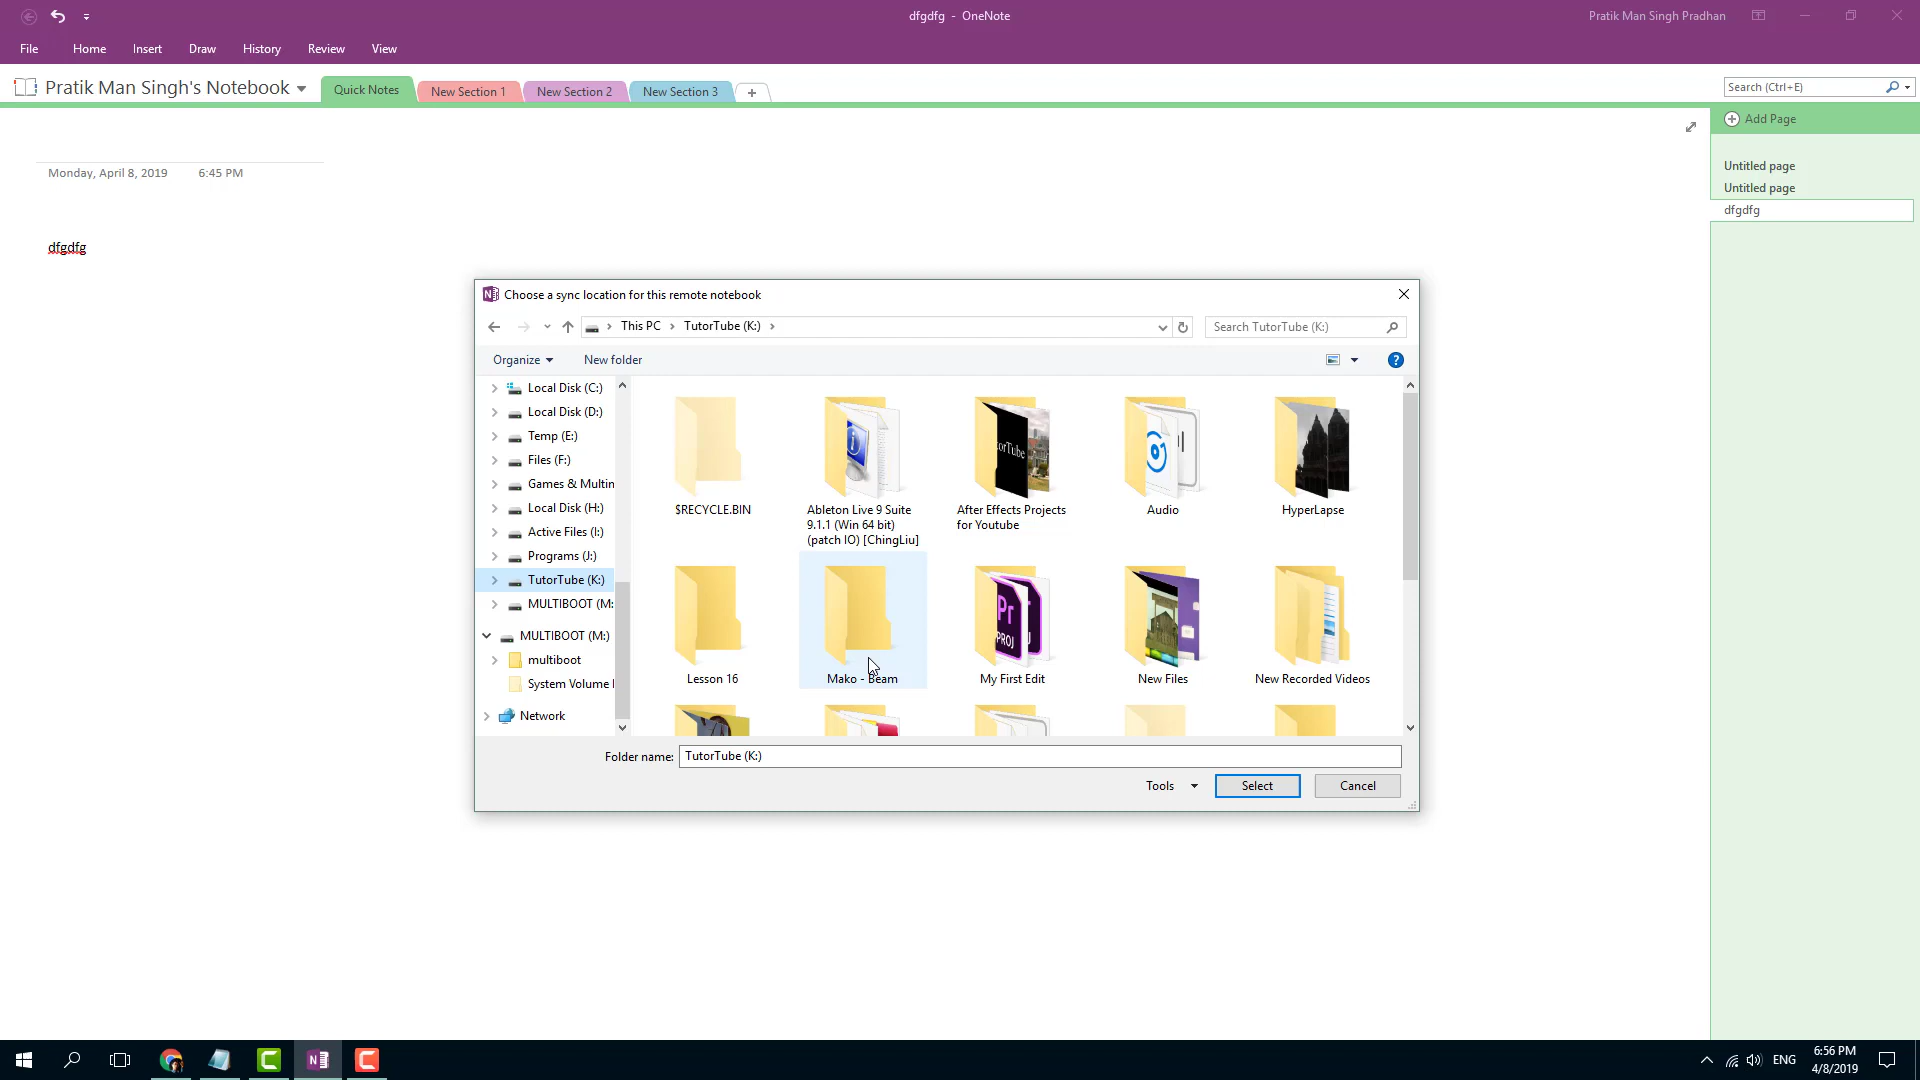 dfgdfg - OneNote
Pratik Man Singh Pradhan
File Home Insert Draw History Review View
Pratik Man Singh's Notebook
Quick Notes New Section 1 New Section 2 New Section 3
Search (Ctrl+E)
Add Page
Untitled page
Untitled page
dfgdfg
Monday, April 8, 2019 6:45 PM
dfgdfg
Choose a sync location for this remote notebook
This PC TutorTube (K:)
Search TutorTube (K:)
Organize New folder
Local Disk (C:)
Local Disk (D:)
Temp (E:)
Files (F:)
Games & Multin
Local Disk (H:)
Active Files (I:)
Programs (J:)
TutorTube (K:)
MULTIBOOT (M:
MULTIBOOT (M:)
multiboot
System Volume
Network
$RECYCLE.BIN
Ableton Live 9 Suite
9.1.1 (Win 64 bit)
(patch IO) [ChingLiu]
After Effects Projects
for Youtube
Audio
HyperLapse
Lesson 16
Mako - Beam
My First Edit
New Files
New Recorded Videos
Folder name: TutorTube (K:)
Tools Select Cancel
ENG
6:56 PM
4/8/2019